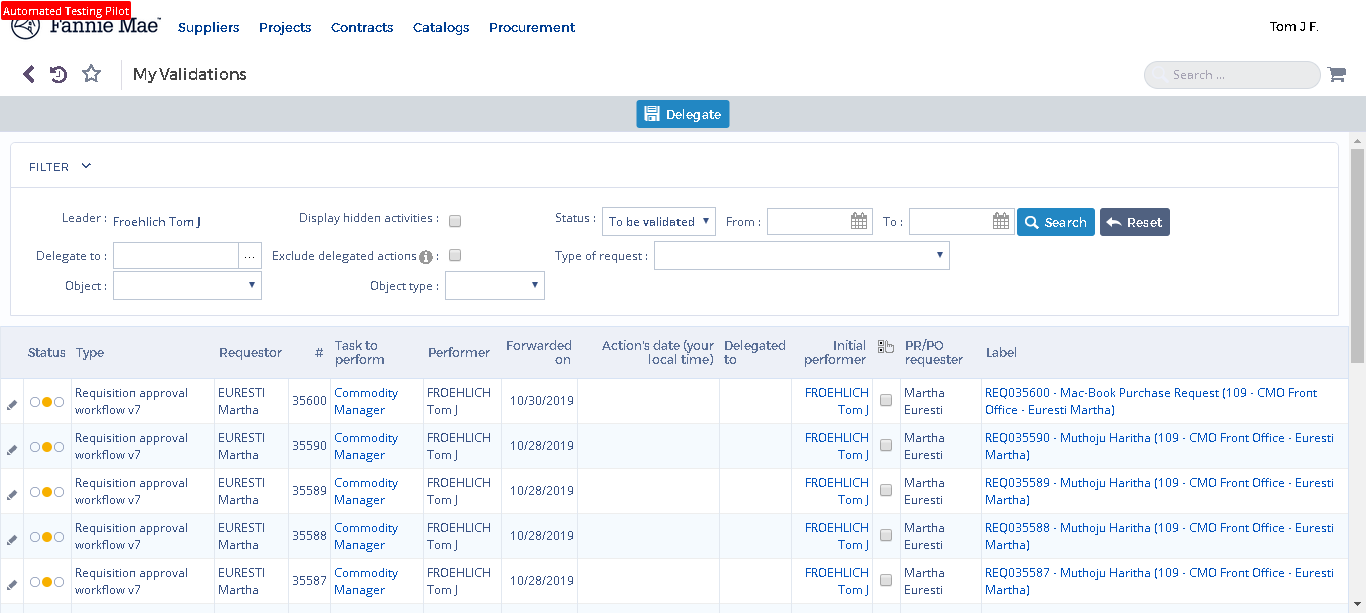 Automated Testing Pilot
Fannie Mae
Suppliers Projects Contracts Catalogs Procurement
Tom J F.
My Validations
Search ...
Delegate
FILTER
Leader : Froehlich Tom J Display hidden activities : Status : To be validated From : To : Search Reset
Delegate to : ... Exclude delegated actions i : Type of request :
Object : Object type :
Status Type Requestor # Task to perform Performer Forwarded on Action's date (your local time) Delegated to Initial performer PR/PO requester Label
Requisition approval EURESTI 35600 Commodity FROEHLICH 10/30/2019 FROEHLICH Martha REQ035600 - Mac-Book Purchase Request (109 - CMO Front
workflow v7 Martha Manager Tom J Tom J Euresti Office - Euresti Martha)
Requisition approval EURESTI 35590 Commodity FROEHLICH 10/28/2019 FROEHLICH Martha REQ035590 - Muthoju Haritha (109 - CMO Front Office - Euresti
workflow v7 Martha Manager Tom J Tom J Euresti Martha)
Requisition approval EURESTI 35589 Commodity FROEHLICH 10/28/2019 FROEHLICH Martha REQ035589 - Muthoju Haritha (109 - CMO Front Office - Euresti
workflow v7 Martha Manager Tom J Tom J Euresti Martha)
Requisition approval EURESTI 35588 Commodity FROEHLICH 10/28/2019 FROEHLICH Martha REQ035588 - Muthoju Haritha (109 - CMO Front Office - Euresti
workflow v7 Martha Manager Tom J Tom J Euresti Martha)
Requisition approval EURESTI 35587 Commodity FROEHLICH 10/28/2019 FROEHLICH Martha REQ035587 - Muthoju Haritha (109 - CMO Front Office - Euresti
workflow v7 Martha Manager Tom J Tom J Euresti Martha)